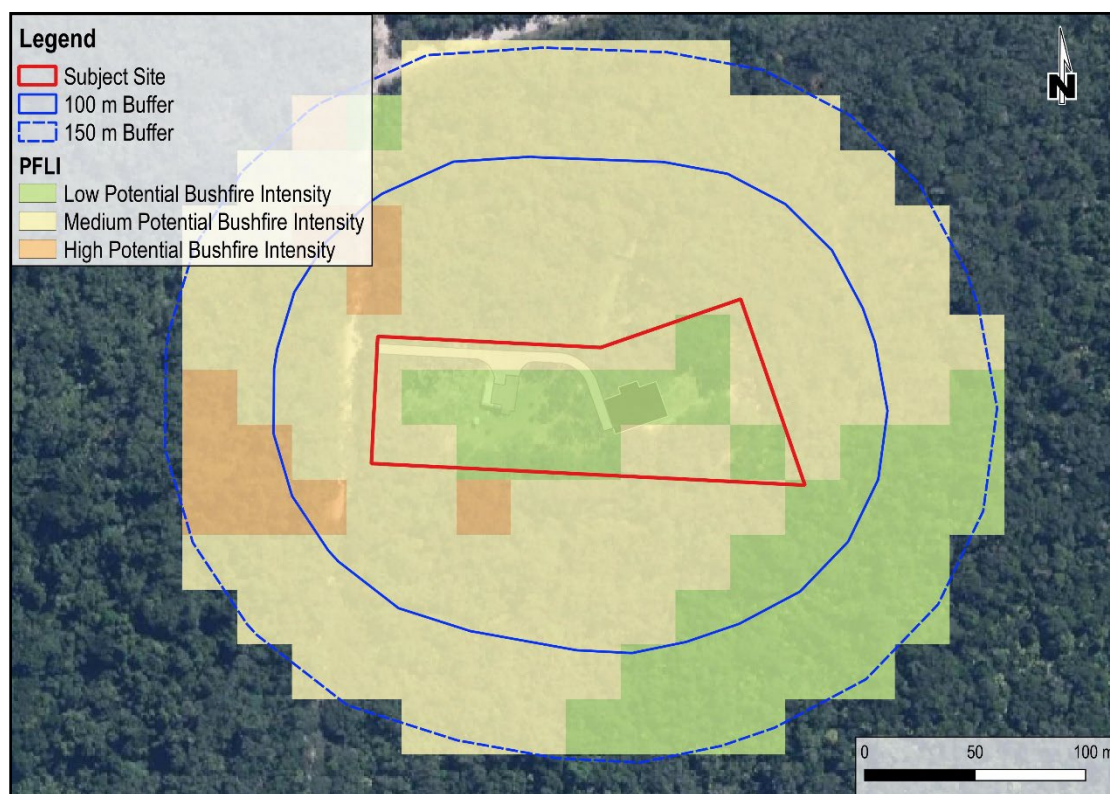 Legend
Subject Site
100 m Buffer
150 m Buffer
PFLI
Low Potential Bushfire Intensity
Medium Potential Bushfire Intensity
High Potential Bushfire Intensity
N
0 50 100 m